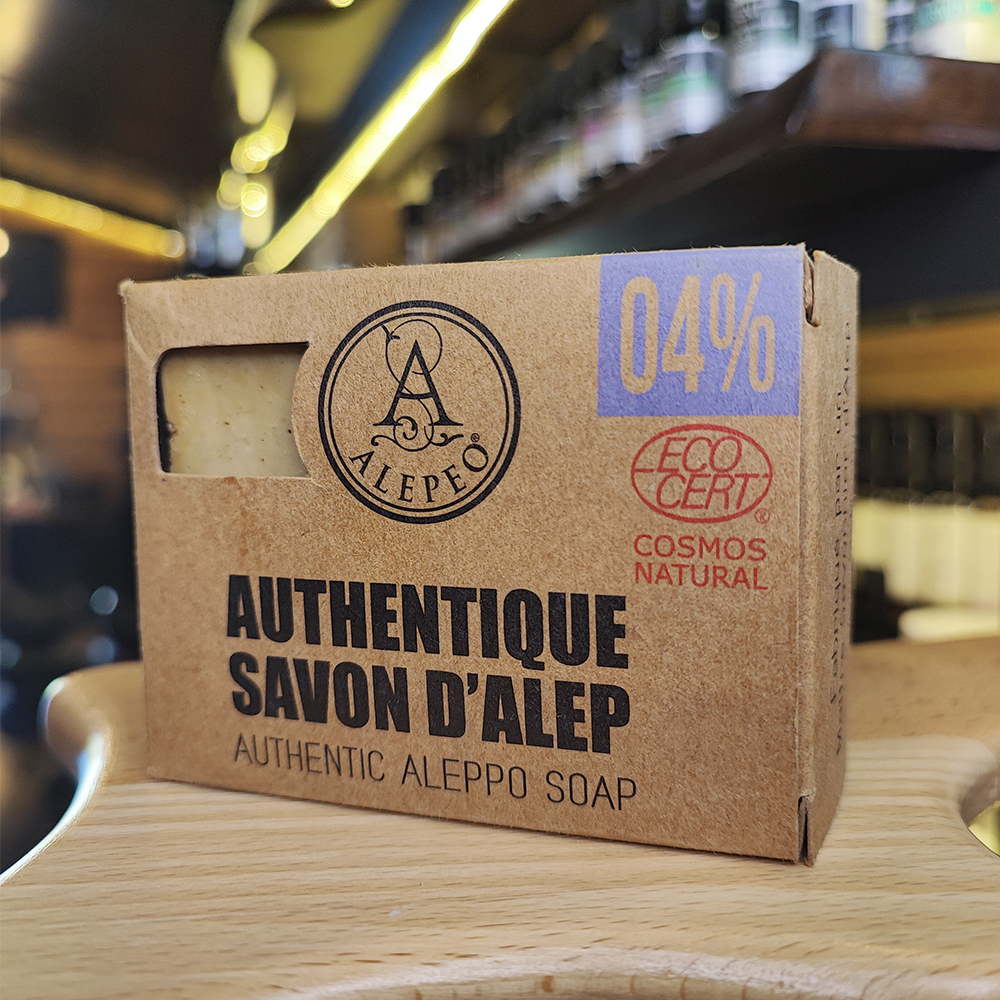 04%
A
ALEPEO®
ECO
CERT®
COSMOS
NATURAL
AUTHENTIQUE
SAVON D'ALEP
AUTHENTIC ALEPPO SOAP